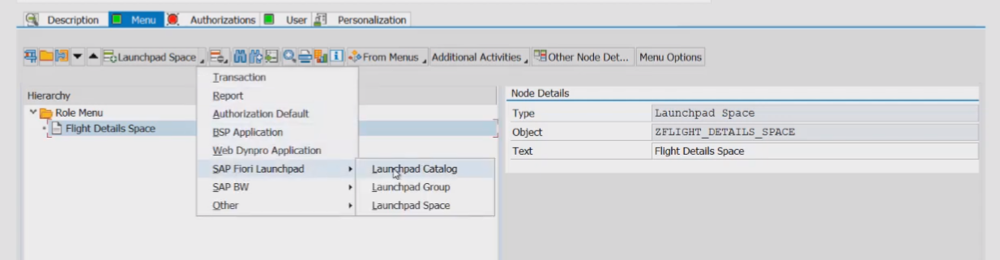 Description Menu Authorizations User Personalization
Launchpad Space From Menus Additional Activities Other Node Det... Menu Options
Transaction
Report
Authorization Default
BSP Application
Web Dynpro Application
SAP Fiori Launchpad
SAP BW
Other
Launchpad Catalog
Launchpad Group
Launchpad Space
Hierarchy
Role Menu
Flight Details Space
Node Details
Type Launchpad Space
Object ZFLIGHT_DETAILS_SPACE
Text Flight Details Space